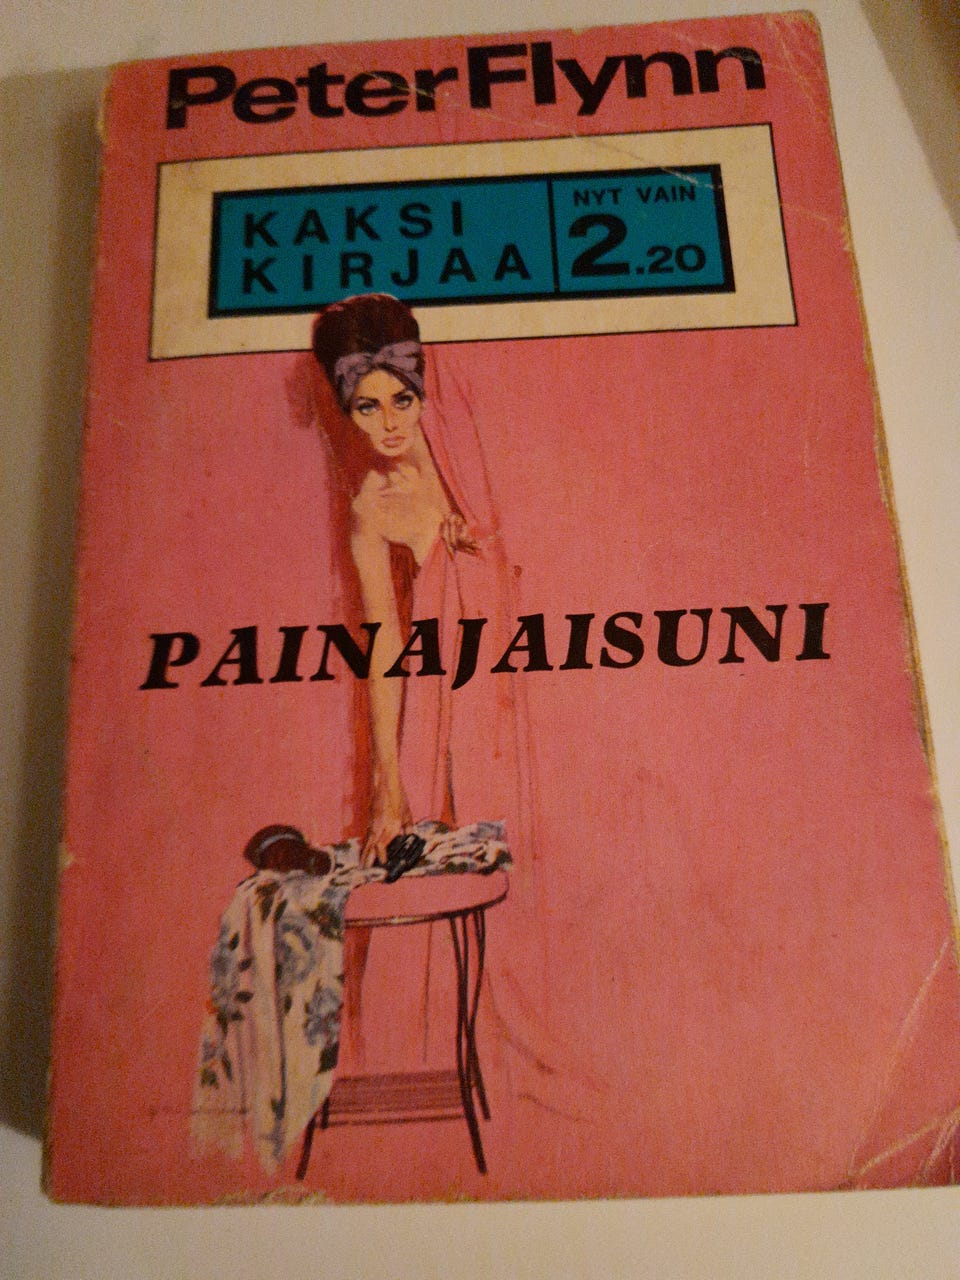 Peter Flynn
KAKSI
KIRJAA
NYT VAIN
2.20
PAINAJAISUNI